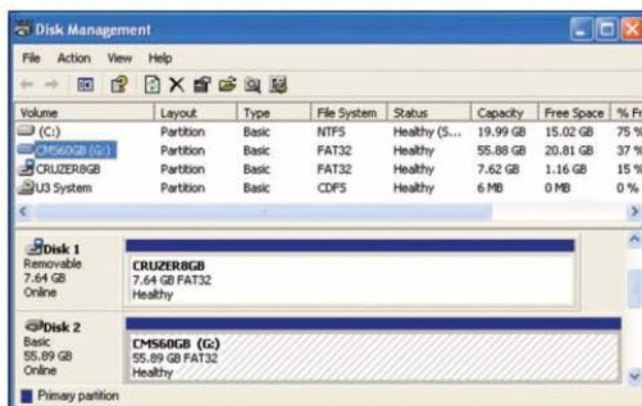 Disk Management
File Action View Help
Volume Layout Type File System Status Capacity Free Space % Fr
(C:) Partition Basic NTFS Healthy (S... 19.99 GB 15.02 GB 75 %
CMS60GB (G:) Partition Basic FAT32 Healthy 55.88 GB 20.81 GB 37 %
CRUZER8GB Partition Basic FAT32 Healthy 7.62 GB 1.16 GB 15 %
U3 System Partition Basic CDFS Healthy 6 MB 0 MB 0 %
Disk 1
Removable
7.64 GB
Online
CRUZER8GB
7.64 GB FAT32
Healthy
Disk 2
Basic
55.89 GB
Online
CMS60GB (G:)
55.89 GB FAT32
Healthy
Primary partition